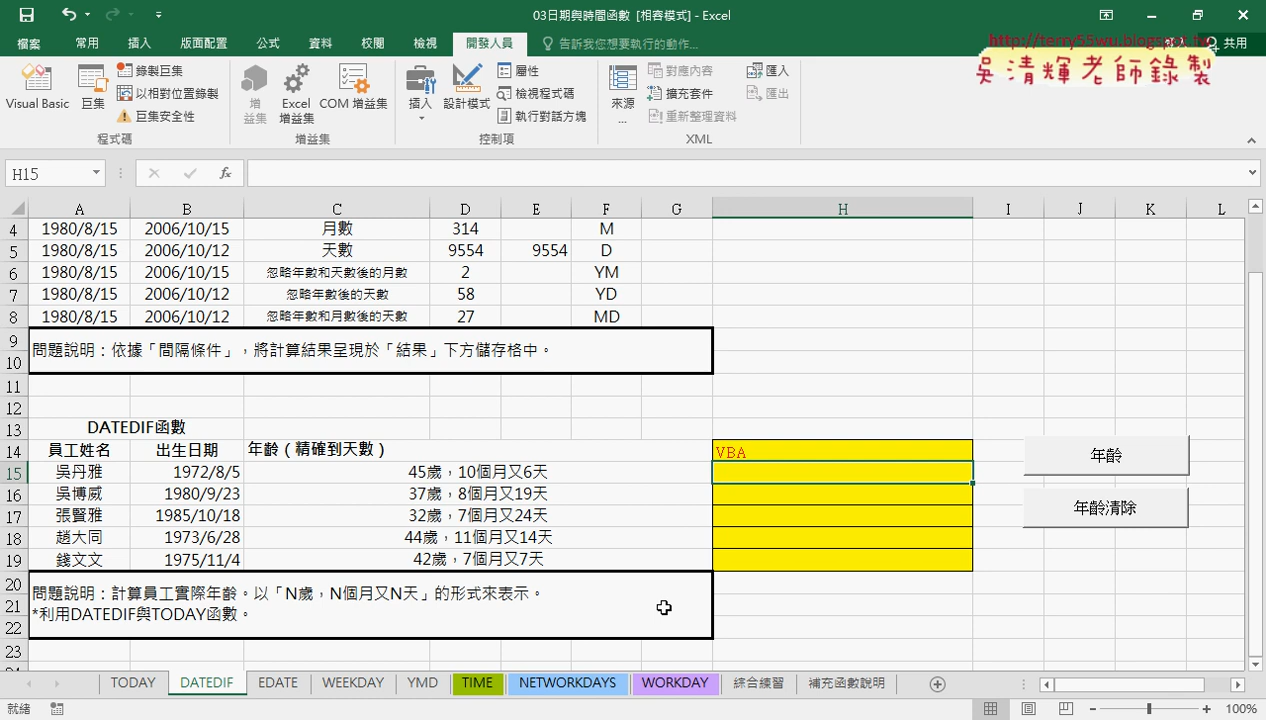 03日期與時間函數 [相容模式] - Excel
檔案 常用 插入 版面配置 公式 資料 校閱 檢視 開發人員 告訴我您想要執行的動作... 共用
http://terry55wu.blogspot.tw
吳清輝老師錄製
Visual Basic 巨集 錄製巨集 以相對位置錄製 巨集安全性
增益集 Excel 增益集 COM 增益集
插入 設計模式 屬性 檢視程式碼 執行對話方塊
來源... 對應內容 擴充套件 重新整理資料 匯入 匯出
程式碼 增益集 控制項 XML
H15 fx
A B C D E F G H I J K L
4 1980/8/15 2006/10/15 月數 314 M
5 1980/8/15 2006/10/12 天數 9554 9554 D
6 1980/8/15 2006/10/15 忽略年數和天數後的月數 2 YM
7 1980/8/15 2006/10/12 忽略年數後的天數 58 YD
8 1980/8/15 2006/10/12 忽略年數和月數後的天數 27 MD
9
問題說明：依據「間隔條件」，將計算結果呈現於「結果」下方儲存格中。
10
11
12
13 DATEDIF函數
14 員工姓名 出生日期 年齡（精確到天數） VBA
15 吳丹雅 1972/8/5 45歲，10個月又6天
16 吳博威 1980/9/23 37歲，8個月又19天
17 張賢雅 1985/10/18 32歲，7個月又24天
18 趙大同 1973/6/28 44歲，11個月又14天
19 錢文文 1975/11/4 42歲，7個月又7天
年齡
年齡清除
20 問題說明：計算員工實際年齡。以「N歲，N個月又N天」的形式來表示。
21 *利用DATEDIF與TODAY函數。
22
23
TODAY DATEDIF EDATE WEEKDAY YMD TIME NETWORKDAYS WORKDAY 綜合練習 補充函數說明
就緒 100%